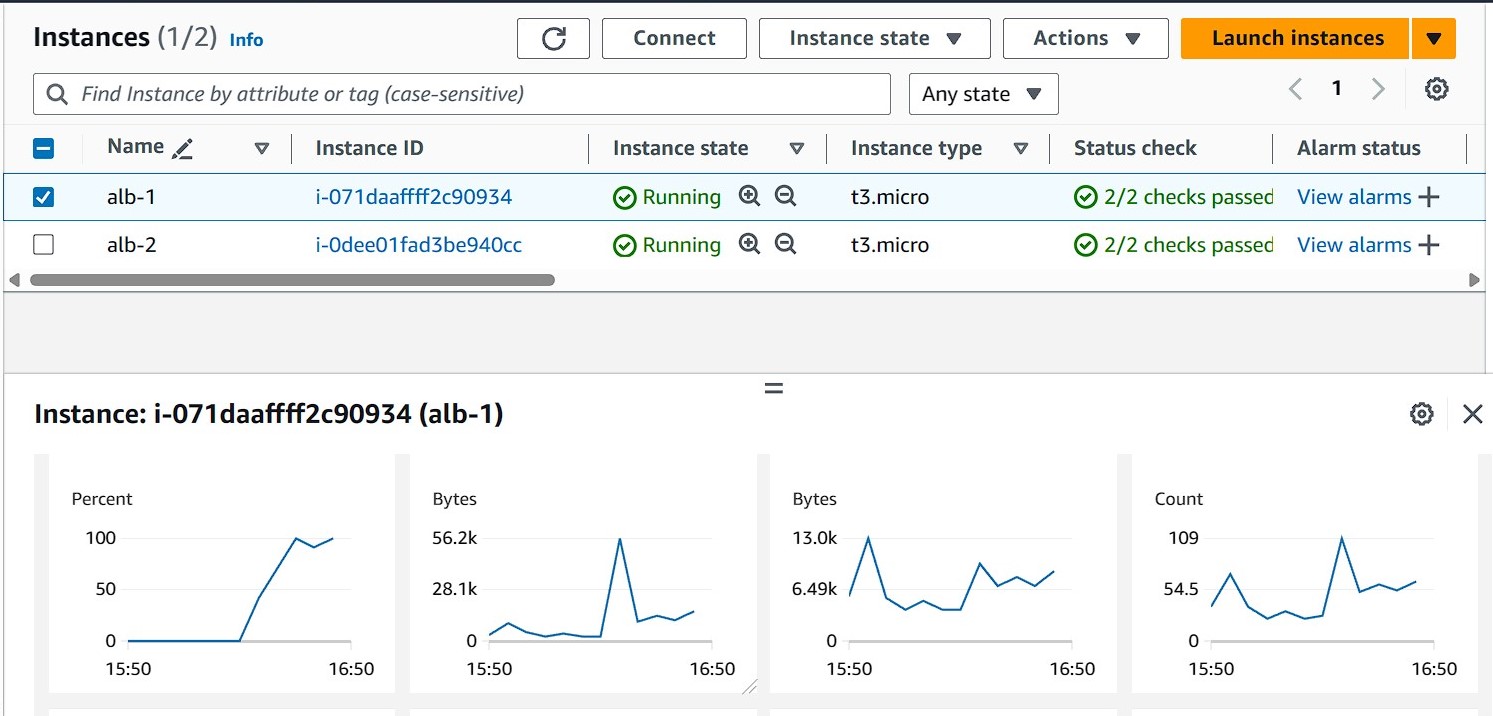 Instances (1/2) Info Connect Instance state Actions Launch instances
Find Instance by attribute or tag (case-sensitive) Any state 1
Name Instance ID Instance state Instance type Status check Alarm status
alb-1 i-071daaffff2c90934 Running t3.micro 2/2 checks passed View alarms
alb-2 i-0dee01fad3be940cc Running t3.micro 2/2 checks passed View alarms
Instance: i-071daaffff2c90934 (alb-1)
Percent
100
50
0
15:50 16:50
Bytes
56.2k
28.1k
0
15:50 16:50
Bytes
13.0k
6.49k
0
15:50 16:50
Count
109
54.5
0
15:50 16:50